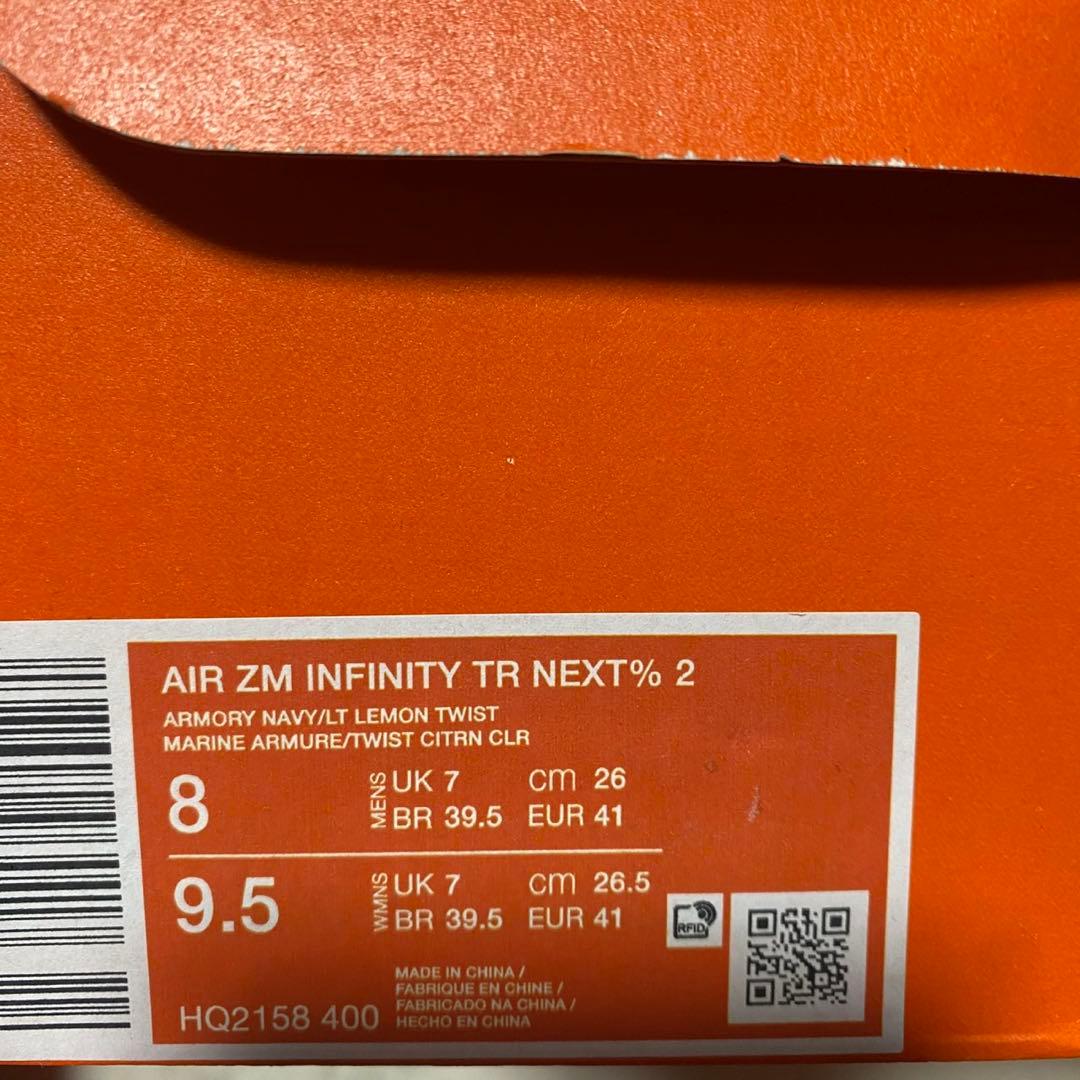 AIR ZM INFINITY TR NEXT% 2
ARMORY NAVY/LT LEMON TWIST
MARINE ARMURE/TWIST CITRN CLR
8 MENS UK 7 cm 26
BR 39.5 EUR 41
9.5 WMNS UK 7 cm 26.5
BR 39.5 EUR 41
RFID
MADE IN CHINA /
FABRIQUE EN CHINE /
FABRICADO NA CHINA /
HECHO EN CHINA
HQ2158 400